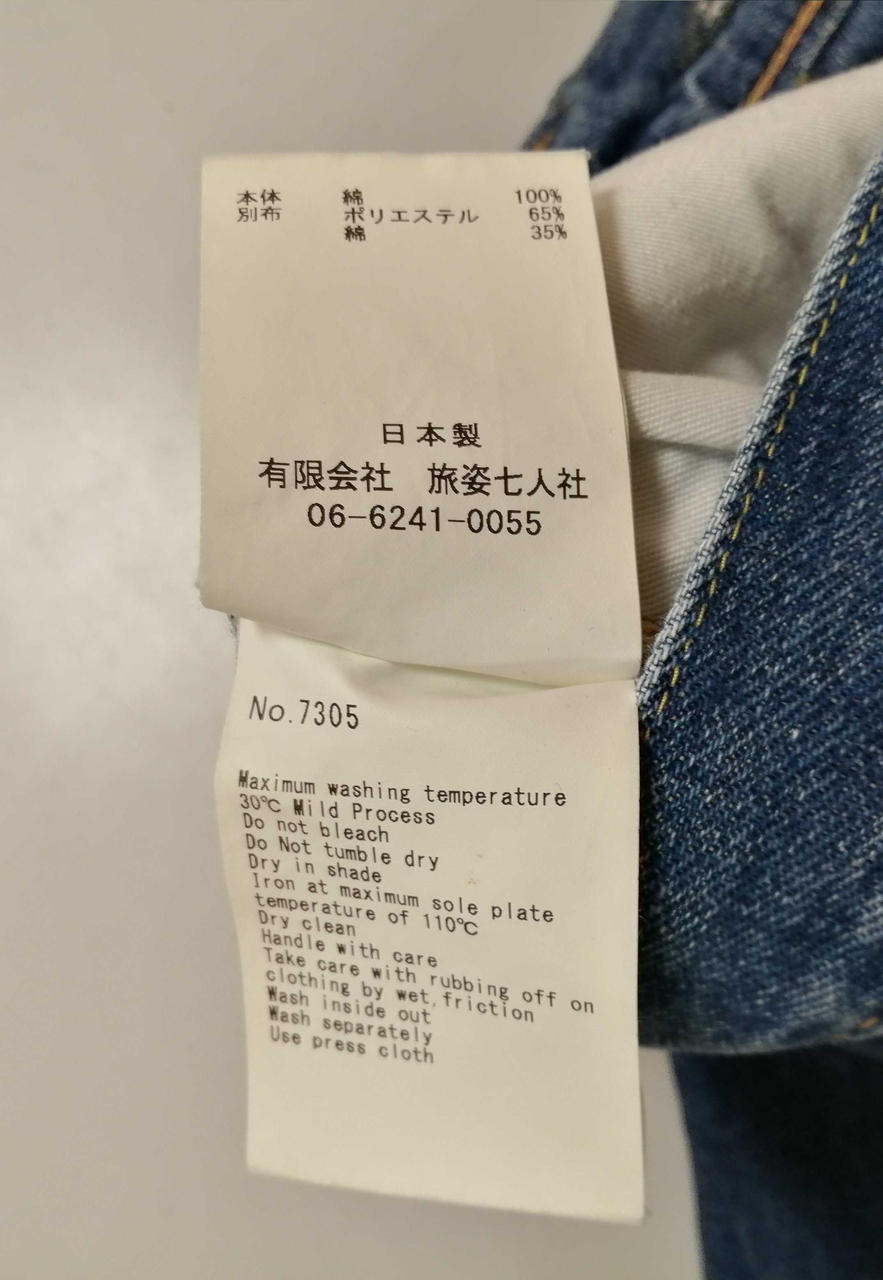 本体 綿 100%
別布 ポリエステル 65%
綿 35%
日本製
有限会社 旅姿七人社
06-6241-0055
No.7305
Maximum washing temperature
30℃ Mild Process
Do not bleach
Do Not tumble dry
Dry in shade
Iron at maximum sole plate
temperature of 110℃
Dry clean
Handle with care
Take care with rubbing off on
clothing by wet,friction
Wash inside out
Wash separately
Use press cloth